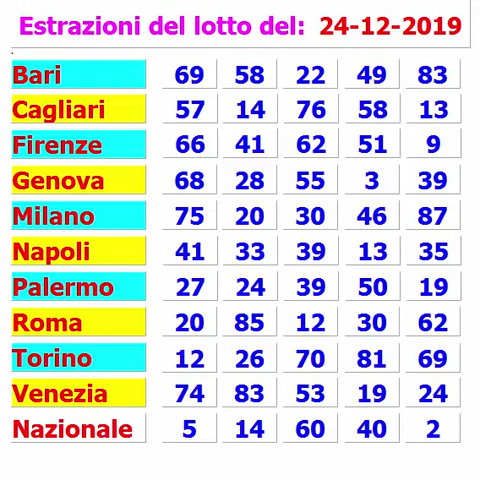 Estrazioni del lotto del: 24-12-2019
Bari 69 58 22 49 83
Cagliari 57 14 76 58 13
Firenze 66 41 62 51 9
Genova 68 28 55 3 39
Milano 75 20 30 46 87
Napoli 41 33 39 13 35
Palermo 27 24 39 50 19
Roma 20 85 12 30 62
Torino 12 26 70 81 69
Venezia 74 83 53 19 24
Nazionale 5 14 60 40 2